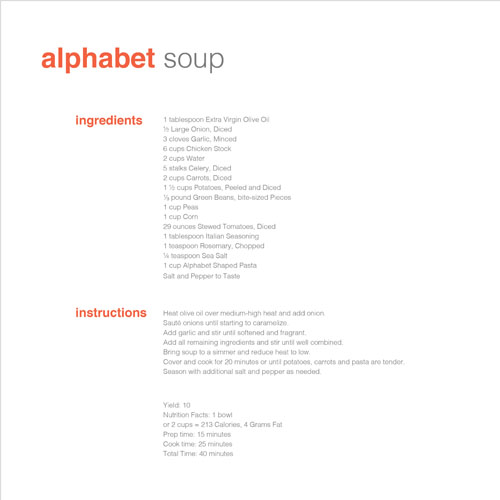 alphabet soup
ingredients
1 tablespoon Extra Virgin Olive Oil
½ Large Onion, Diced
3 cloves Garlic, Minced
6 cups Chicken Stock
2 cups Water
5 stalks Celery, Diced
2 cups Carrots, Diced
1 ½ cups Potatoes, Peeled and Diced
½ pound Green Beans, bite-sized Pieces
1 cup Peas
1 cup Corn
29 ounces Stewed Tomatoes, Diced
1 tablespoon Italian Seasoning
1 teaspoon Rosemary, Chopped
¼ teaspoon Sea Salt
1 cup Alphabet Shaped Pasta
Salt and Pepper to Taste
instructions
Heat olive oil over medium-high heat and add onion.
Sauté onions until starting to caramelize.
Add garlic and stir until softened and fragrant.
Add all remaining ingredients and stir until well combined.
Bring soup to a simmer and reduce heat to low.
Cover and cook for 20 minutes or until potatoes, carrots and pasta are tender.
Season with additional salt and pepper as needed.
Yield: 10
Nutrition Facts: 1 bowl
or 2 cups = 213 Calories, 4 Grams Fat
Prep time: 15 minutes
Cook time: 25 minutes
Total Time: 40 minutes